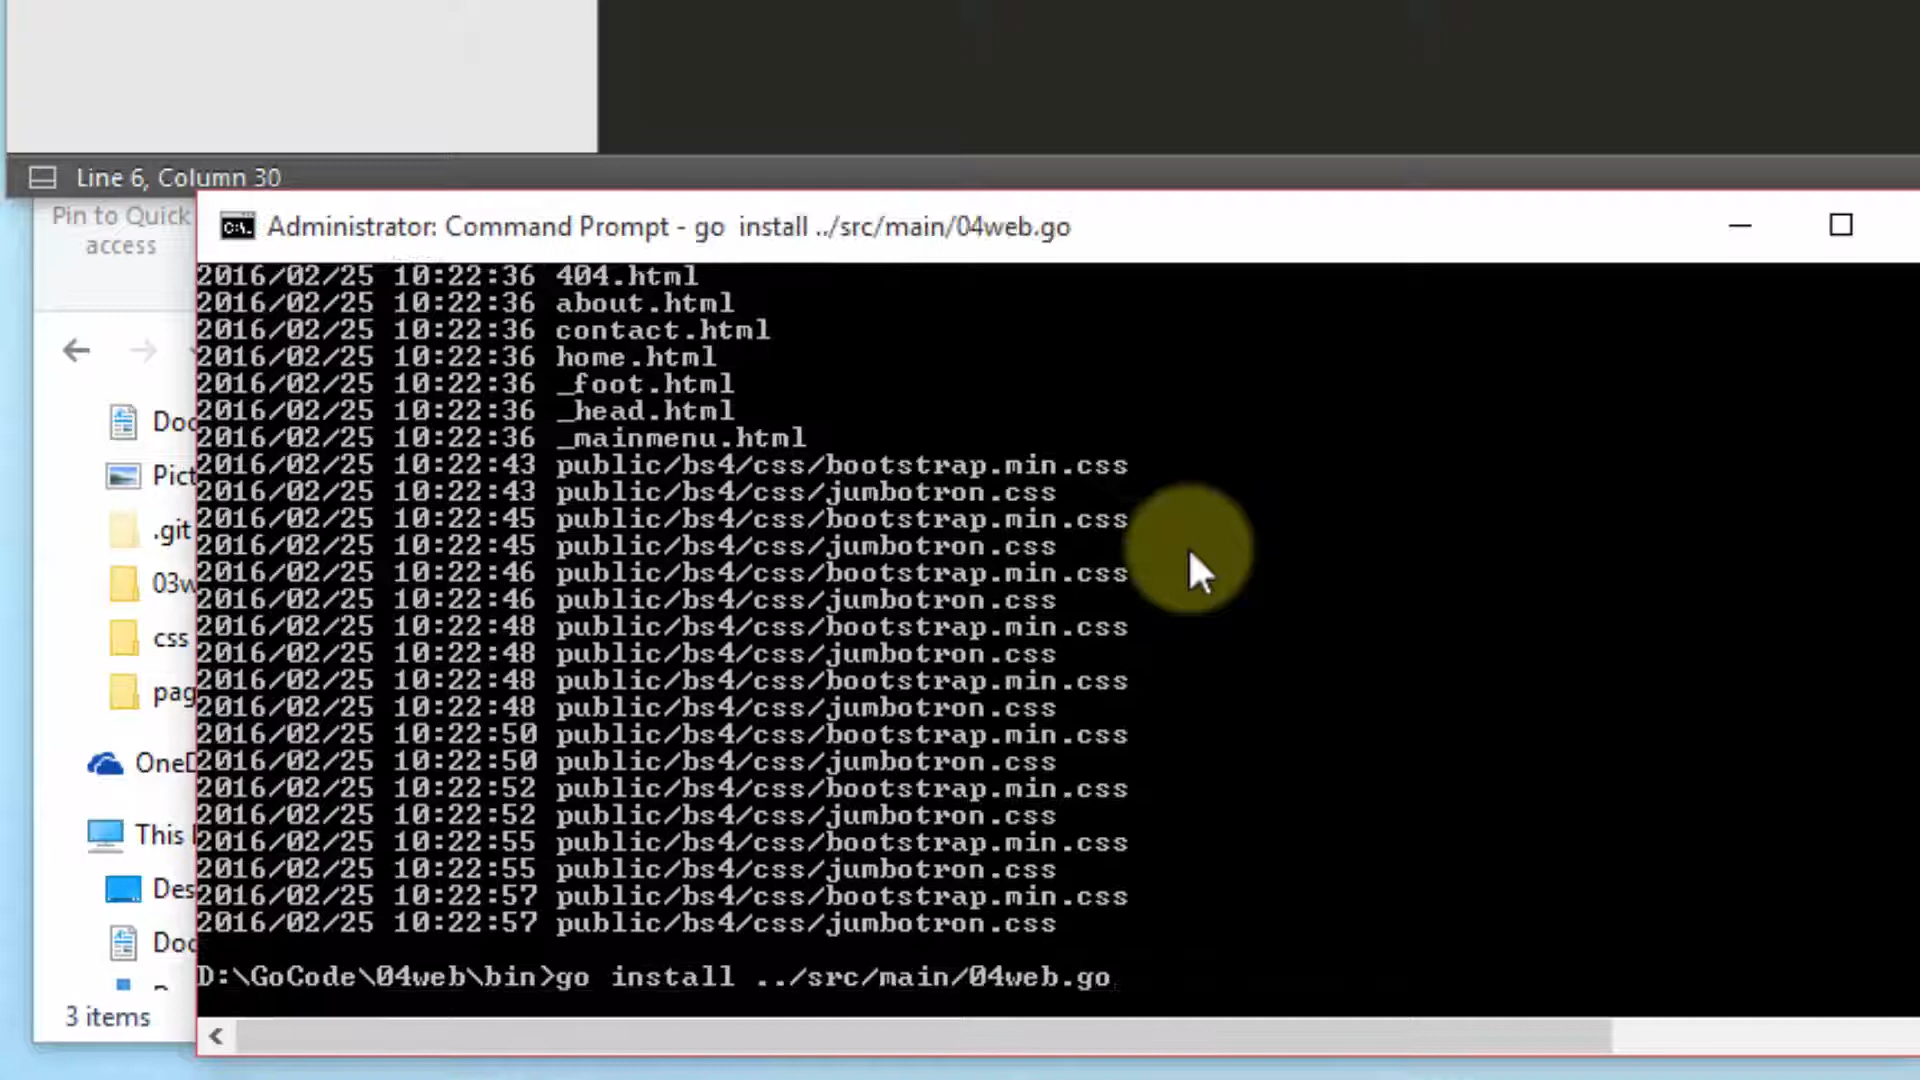 Line 6, Column 30
Pin to Quick
access
Administrator: Command Prompt - go  install ../src/main/04web.go
2016/02/25 10:22:36 404.html
2016/02/25 10:22:36 about.html
2016/02/25 10:22:36 contact.html
2016/02/25 10:22:36 home.html
2016/02/25 10:22:36 _foot.html
2016/02/25 10:22:36 _head.html
2016/02/25 10:22:36 _mainmenu.html
2016/02/25 10:22:43 public/bs4/css/bootstrap.min.css
2016/02/25 10:22:43 public/bs4/css/jumbotron.css
2016/02/25 10:22:45 public/bs4/css/bootstrap.min.css
2016/02/25 10:22:45 public/bs4/css/jumbotron.css
2016/02/25 10:22:46 public/bs4/css/bootstrap.min.css
2016/02/25 10:22:46 public/bs4/css/jumbotron.css
2016/02/25 10:22:48 public/bs4/css/bootstrap.min.css
2016/02/25 10:22:48 public/bs4/css/jumbotron.css
2016/02/25 10:22:48 public/bs4/css/bootstrap.min.css
2016/02/25 10:22:48 public/bs4/css/jumbotron.css
2016/02/25 10:22:50 public/bs4/css/bootstrap.min.css
2016/02/25 10:22:50 public/bs4/css/jumbotron.css
2016/02/25 10:22:52 public/bs4/css/bootstrap.min.css
2016/02/25 10:22:52 public/bs4/css/jumbotron.css
2016/02/25 10:22:55 public/bs4/css/bootstrap.min.css
2016/02/25 10:22:55 public/bs4/css/jumbotron.css
2016/02/25 10:22:57 public/bs4/css/bootstrap.min.css
2016/02/25 10:22:57 public/bs4/css/jumbotron.css
D:\GoCode\04web\bin>go install ../src/main/04web.go
Doc
Pict
.git
03w
css
pag
OneD
This
Des
Doc
3 items